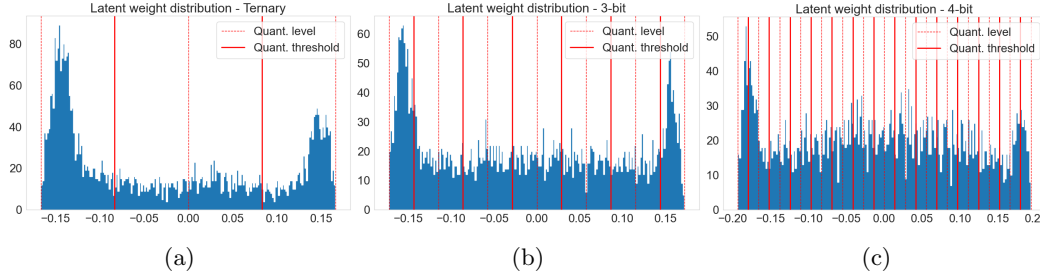 Latent weight distribution - Ternary
Quant. level
Quant. threshold
80
60
40
20
0
−0.15 −0.10 −0.05 0.00 0.05 0.10 0.15
(a)
Latent weight distribution - 3-bit
Quant. level
Quant. threshold
60
50
40
30
20
10
0
−0.15 −0.10 −0.05 0.00 0.05 0.10 0.15
(b)
Latent weight distribution - 4-bit
Quant. level
Quant. threshold
50
40
30
20
10
0
−0.20 −0.15 −0.10 −0.05 0.00 0.05 0.10 0.15 0.2
(c)